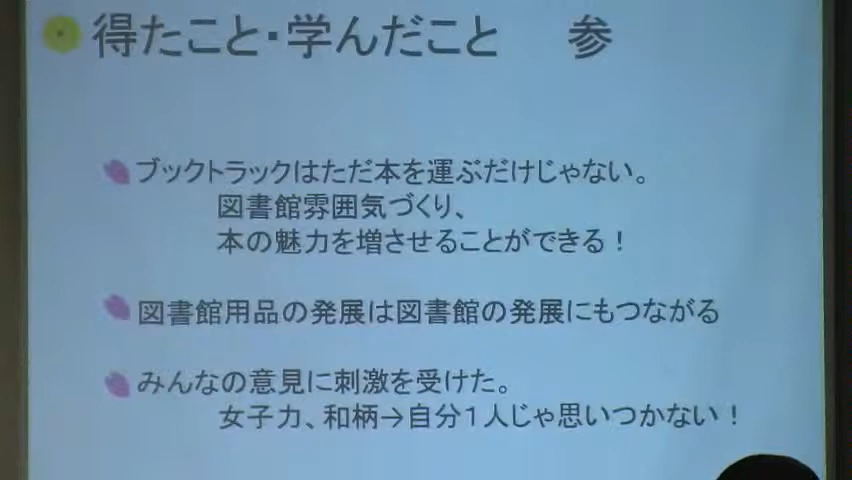 得たこと・学んだこと　参
ブックトラックはただ本を運ぶだけじゃない。
図書館雰囲気づくり、
本の魅力を増させることができる！
図書館用品の発展は図書館の発展にもつながる
みんなの意見に刺激を受けた。
女子力、和柄→自分１人じゃ思いつかない！